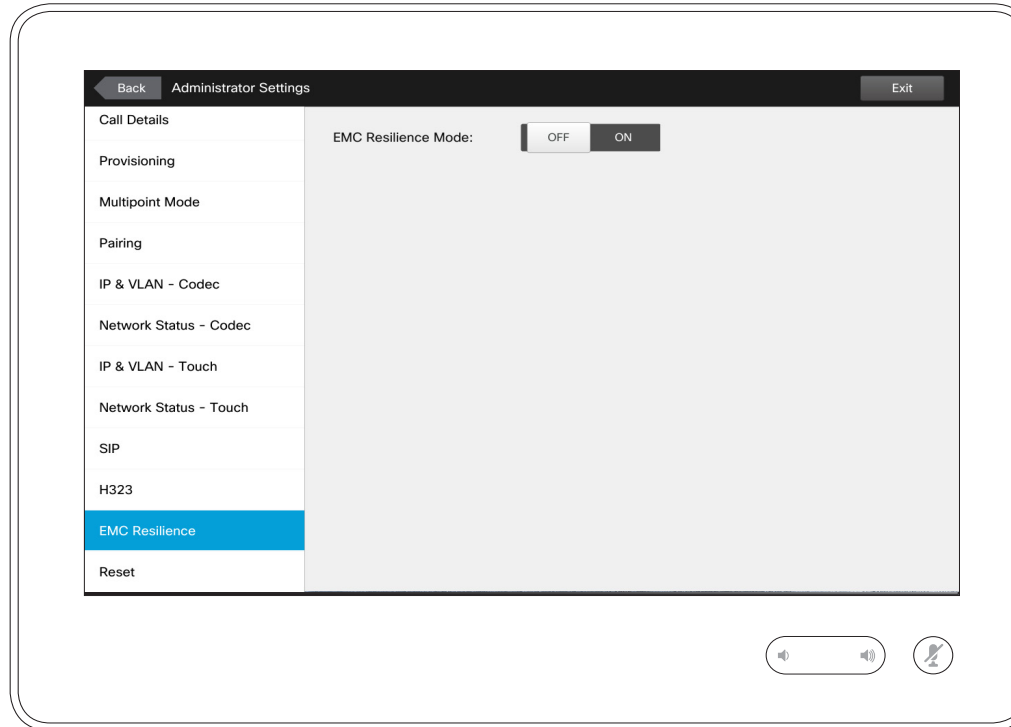 Back
Administrator Settings
Exit
Call Details
EMC Resilience Mode:
OFF
ON
Provisioning
Multipoint Mode
Pairing
IP & VLAN - Codec
Network Status - Codec
IP & VLAN - Touch
Network Status - Touch
SIP
H323
EMC Resilience
Reset